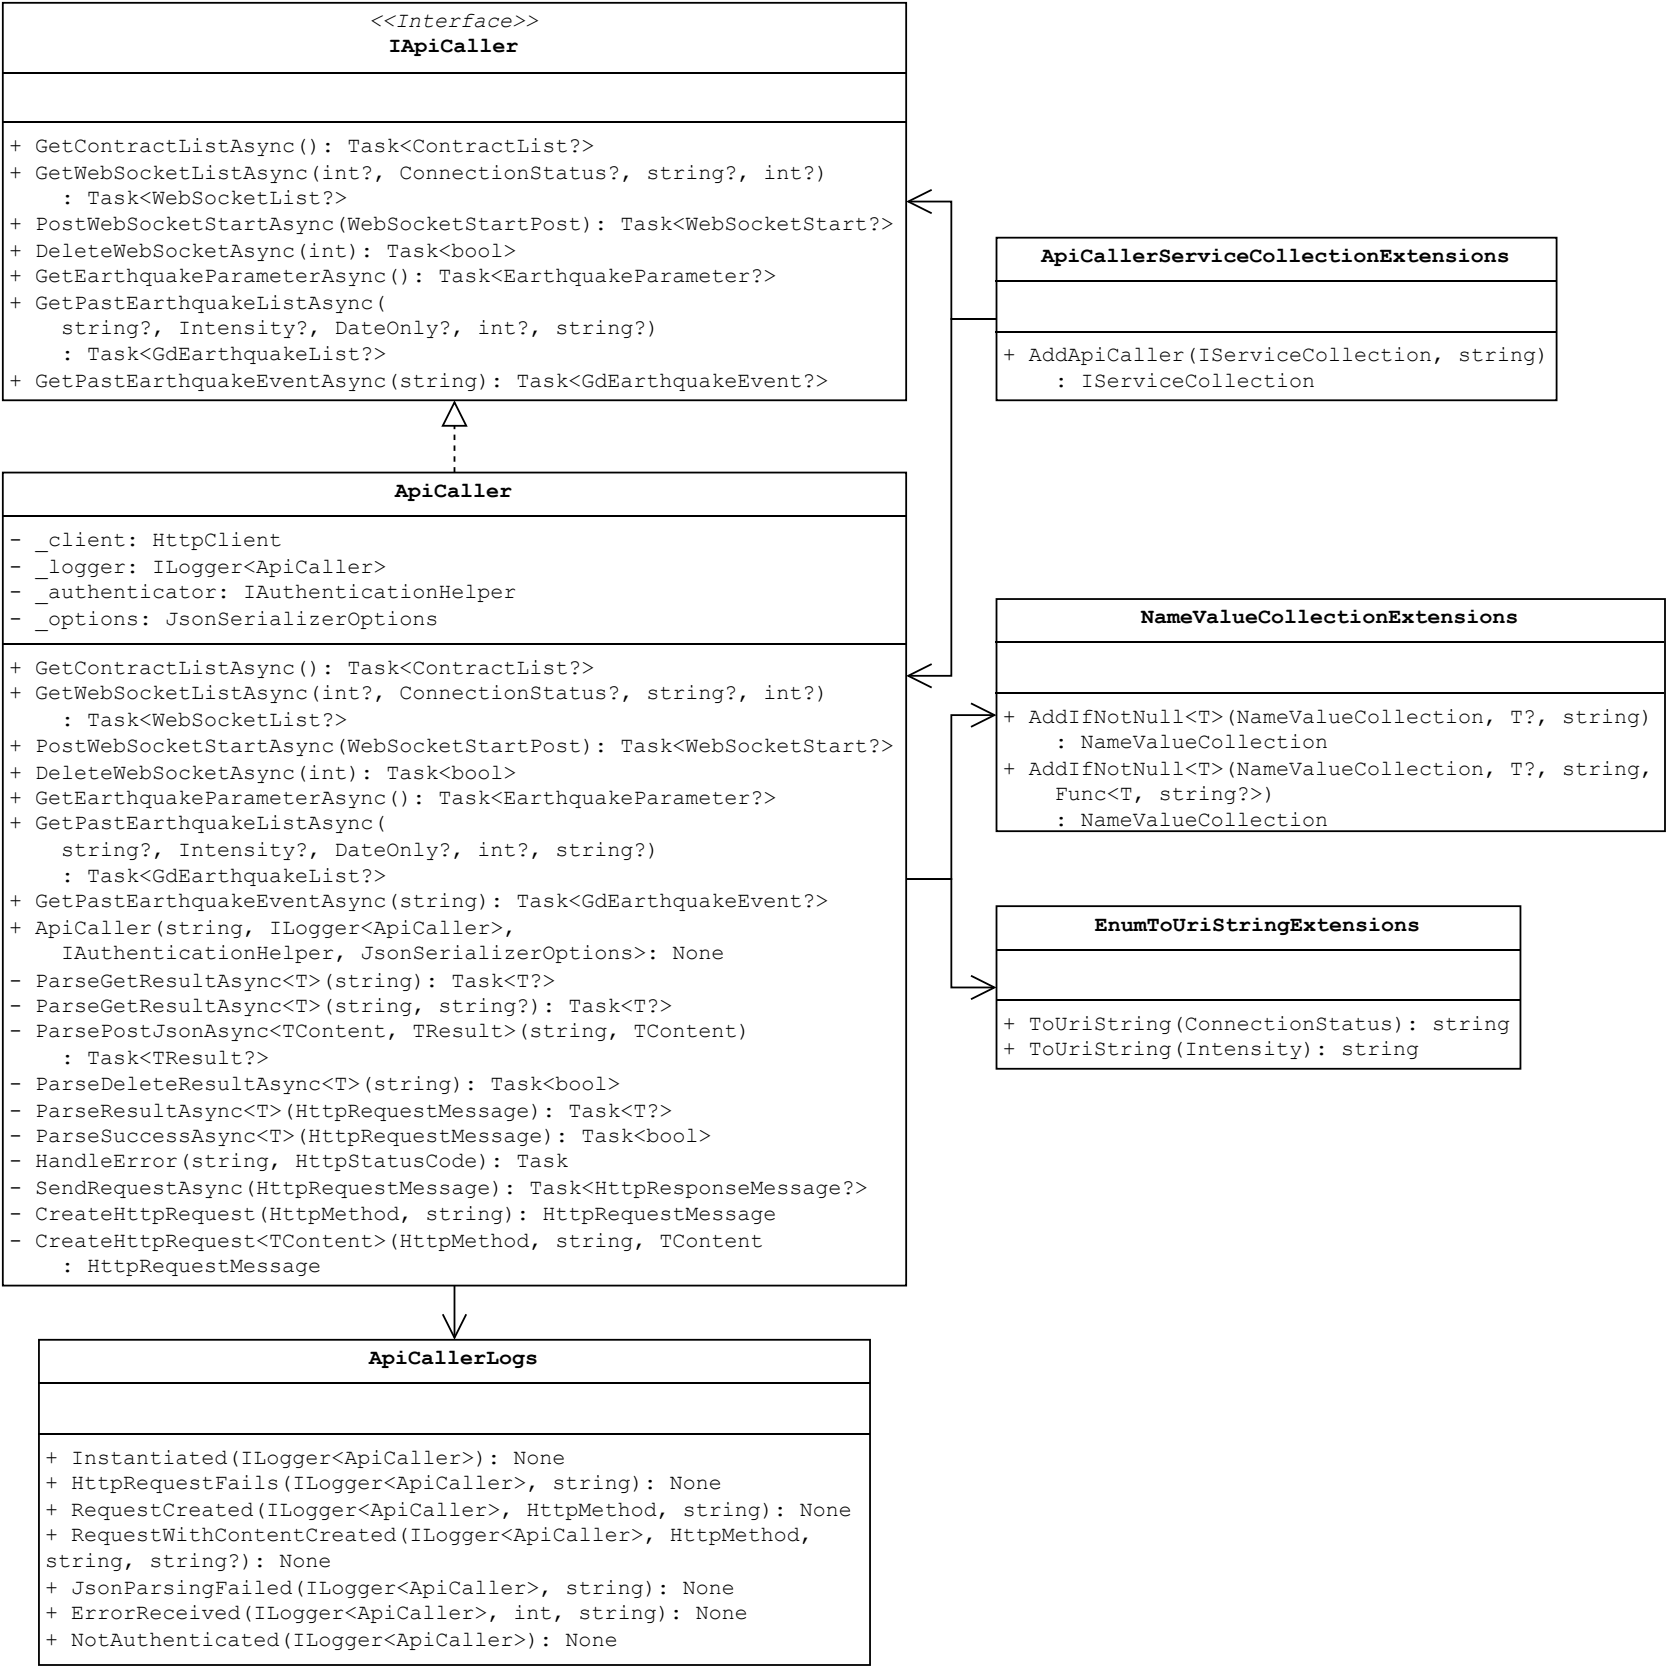 <<Interface>>
IApiCaller
+ GetContractListAsync(): Task<ContractList?>
+ GetWebSocketListAsync(int?, ConnectionStatus?, string?, int?)
: Task<WebSocketList?>
+ PostWebSocketStartAsync(WebSocketStartPost): Task<WebSocketStart?>
+ DeleteWebSocketAsync(int): Task<bool>
+ GetEarthquakeParameterAsync(): Task<EarthquakeParameter?>
+ GetPastEarthquakeListAsync(
string?, Intensity?, DateOnly?, int?, string?)
: Task<GdEarthquakeList?>
+ GetPastEarthquakeEventAsync(string): Task<GdEarthquakeEvent?>
ApiCallerServiceCollectionExtensions
+ AddApiCaller(IServiceCollection, string)
: IServiceCollection
ApiCaller
- _client: HttpClient
- _logger: ILogger<ApiCaller>
- _authenticator: IAuthenticationHelper
- _options: JsonSerializerOptions
+ GetContractListAsync(): Task<ContractList?>
+ GetWebSocketListAsync(int?, ConnectionStatus?, string?, int?)
: Task<WebSocketList?>
+ PostWebSocketStartAsync(WebSocketStartPost): Task<WebSocketStart?>
+ DeleteWebSocketAsync(int): Task<bool>
+ GetEarthquakeParameterAsync(): Task<EarthquakeParameter?>
+ GetPastEarthquakeListAsync(
string?, Intensity?, DateOnly?, int?, string?)
: Task<GdEarthquakeList?>
+ GetPastEarthquakeEventAsync(string): Task<GdEarthquakeEvent?>
+ ApiCaller(string, ILogger<ApiCaller>,
IAuthenticationHelper, JsonSerializerOptions>: None
- ParseGetResultAsync<T>(string): Task<T?>
- ParseGetResultAsync<T>(string, string?): Task<T?>
- ParsePostJsonAsync<TContent, TResult>(string, TContent)
: Task<TResult?>
- ParseDeleteResultAsync<T>(string): Task<bool>
- ParseResultAsync<T>(HttpRequestMessage): Task<T?>
- ParseSuccessAsync<T>(HttpRequestMessage): Task<bool>
- HandleError(string, HttpStatusCode): Task
- SendRequestAsync(HttpRequestMessage): Task<HttpResponseMessage?>
- CreateHttpRequest(HttpMethod, string): HttpRequestMessage
- CreateHttpRequest<TContent>(HttpMethod, string, TContent
: HttpRequestMessage
NameValueCollectionExtensions
+ AddIfNotNull<T>(NameValueCollection, T?, string)
: NameValueCollection
+ AddIfNotNull<T>(NameValueCollection, T?, string,
Func<T, string?>)
: NameValueCollection
EnumToUriStringExtensions
+ ToUriString(ConnectionStatus): string
+ ToUriString(Intensity): string
ApiCallerLogs
+ Instantiated(ILogger<ApiCaller>): None
+ HttpRequestFails(ILogger<ApiCaller>, string): None
+ RequestCreated(ILogger<ApiCaller>, HttpMethod, string): None
+ RequestWithContentCreated(ILogger<ApiCaller>, HttpMethod,
string, string?): None
+ JsonParsingFailed(ILogger<ApiCaller>, string): None
+ ErrorReceived(ILogger<ApiCaller>, int, string): None
+ NotAuthenticated(ILogger<ApiCaller>): None